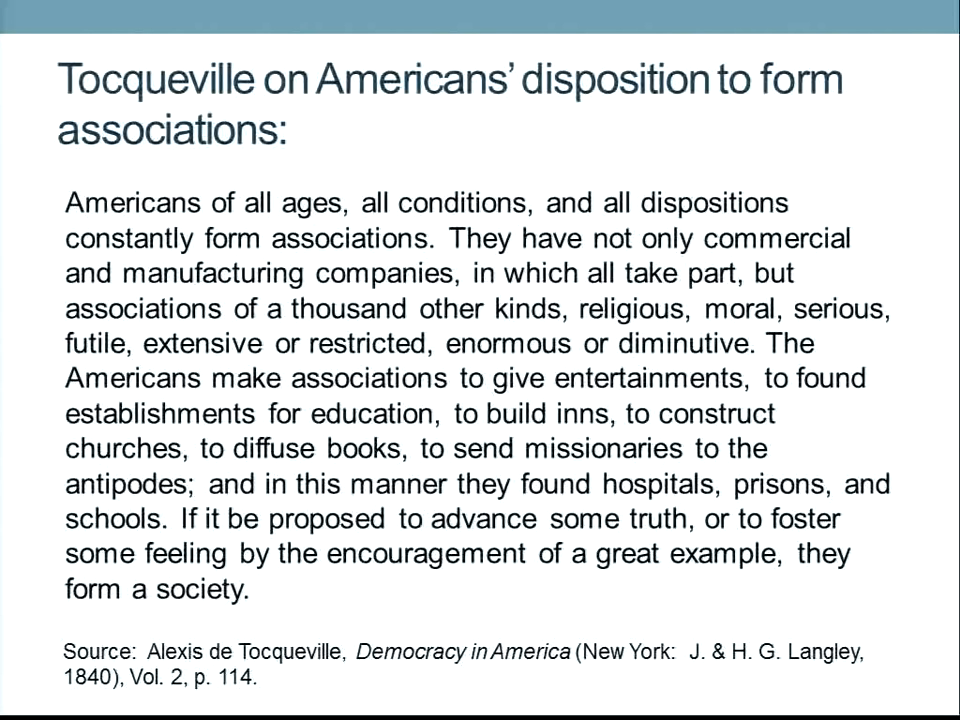 Tocqueville on Americans' disposition to form
associations:
Americans of all ages, all conditions, and all dispositions
constantly form associations. They have not only commercial
and manufacturing companies, in which all take part, but
associations of a thousand other kinds, religious, moral, serious,
futile, extensive or restricted, enormous or diminutive. The
Americans make associations to give entertainments, to found
establishments for education, to build inns, to construct
churches, to diffuse books, to send missionaries to the
antipodes; and in this manner they found hospitals, prisons, and
schools. If it be proposed to advance some truth, or to foster
some feeling by the encouragement of a great example, they
form a society.
Source: Alexis de Tocqueville, Democracy in America (New York: J. & H. G. Langley,
1840), Vol. 2, p. 114.